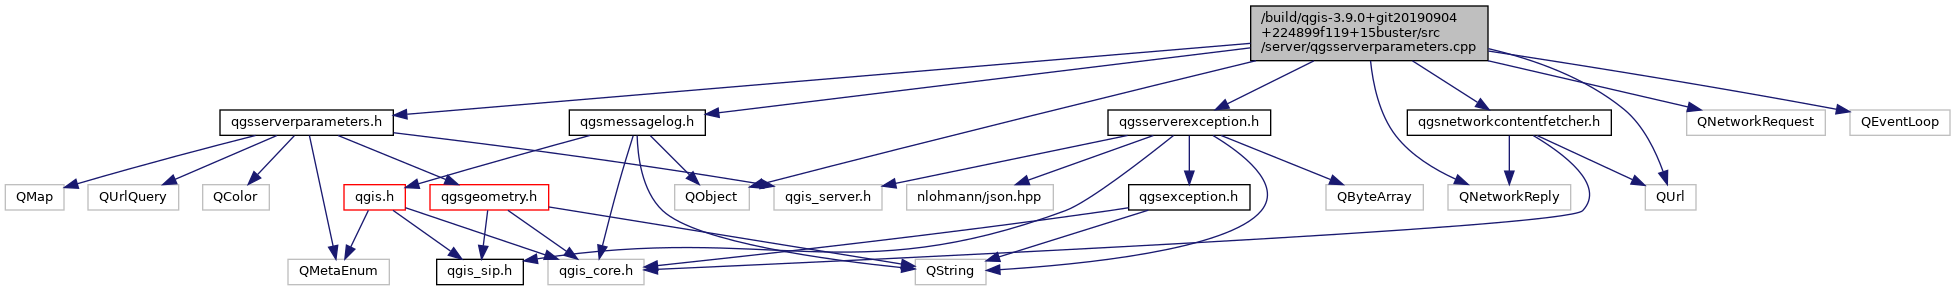 /build/qgis-3.9.0+git20190904
+224899f119+15buster/src
/server/qgsserverparameters.cpp
qgsserverparameters.h
qgsmessagelog.h
qgsserverexception.h
qgsnetworkcontentfetcher.h
QNetworkRequest
QEventLoop
QMap
QUrlQuery
QColor
qgis.h
qgsgeometry.h
QObject
qgis_server.h
nlohmann/json.hpp
qgsexception.h
QByteArray
QNetworkReply
QUrl
QMetaEnum
qgis_sip.h
qgis_core.h
QString